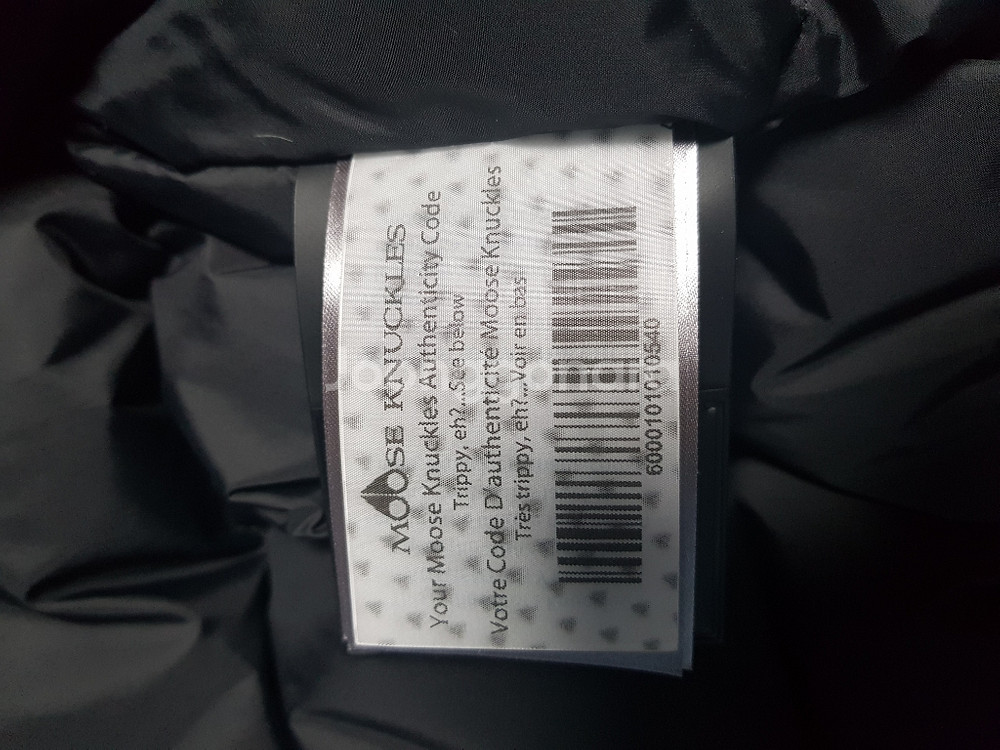 MOOSE KNUCKLES
Your Moose Knuckles Authenticity Code
Trippy, eh?...See below
Votre Code D'authenticité Moose Knuckles
Très trippy, eh?...Voir en bas
600010101010540